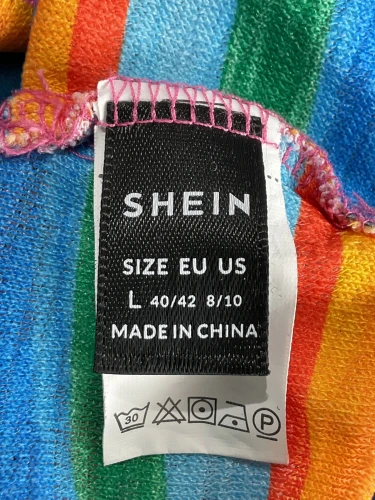 SHEIN
SIZE EU US
L 40/42 8/10
MADE IN CHINA
30 P